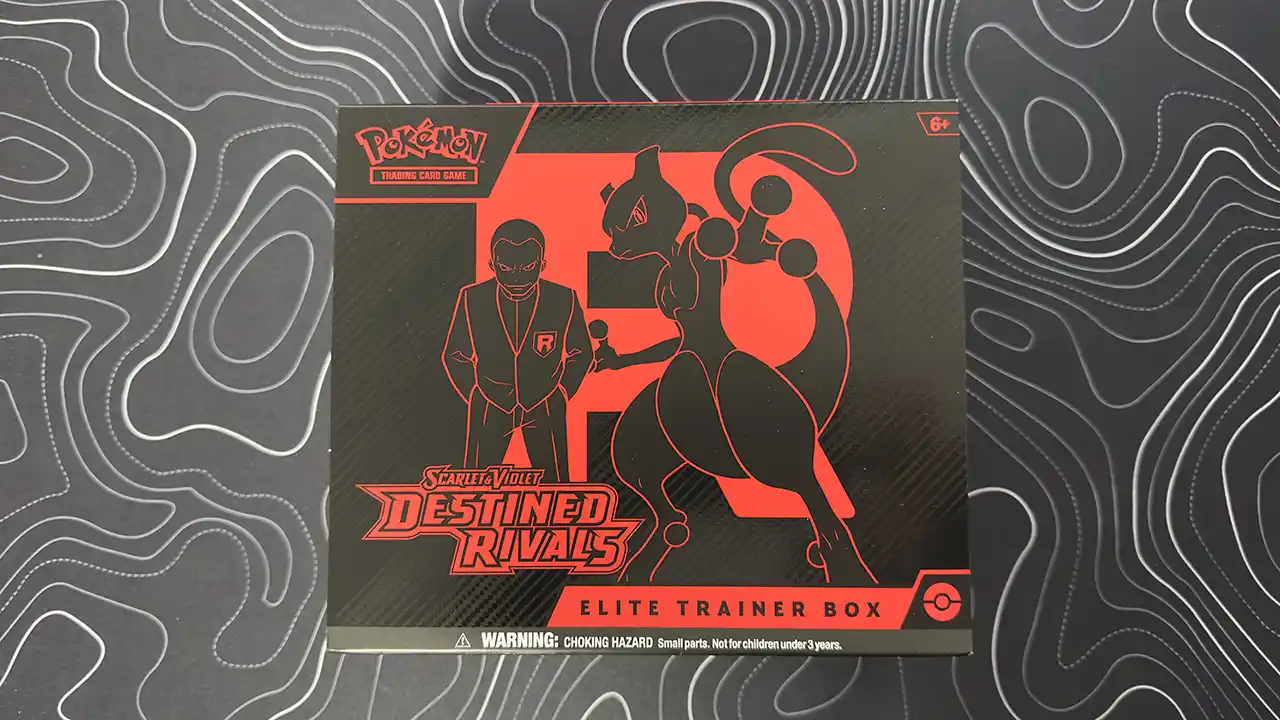 POKéMON
TRADING CARD GAME
6+
R
SCARLET & VIOLET
DESTINED
RIVALS
ELITE TRAINER BOX
⚠ WARNING: CHOKING HAZARD Small parts. Not for children under 3 years.